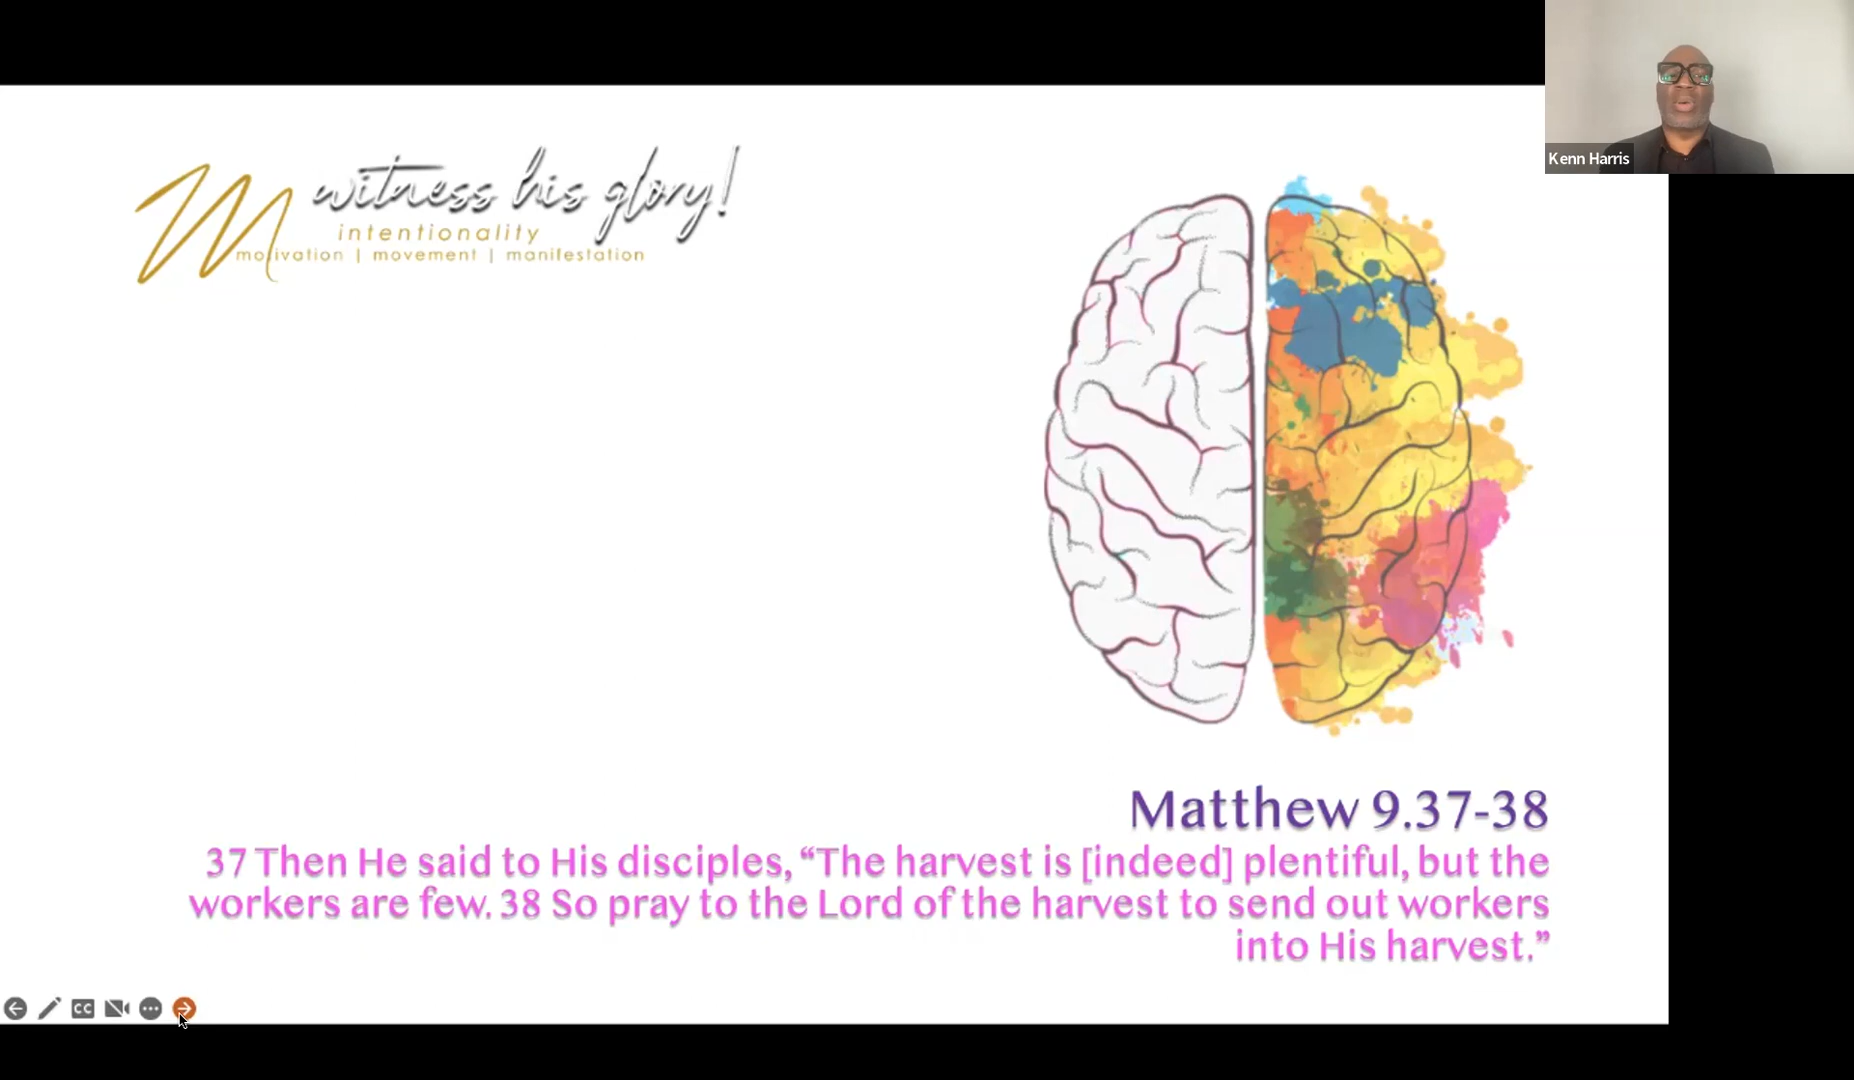 Kenn Harris
witness his glory!
intentionality
motivation | movement | manifestation
Matthew 9.37-38
37 Then He said to His disciples, “The harvest is [indeed] plentiful, but the
workers are few. 38 So pray to the Lord of the harvest to send out workers
into His harvest.”
CC